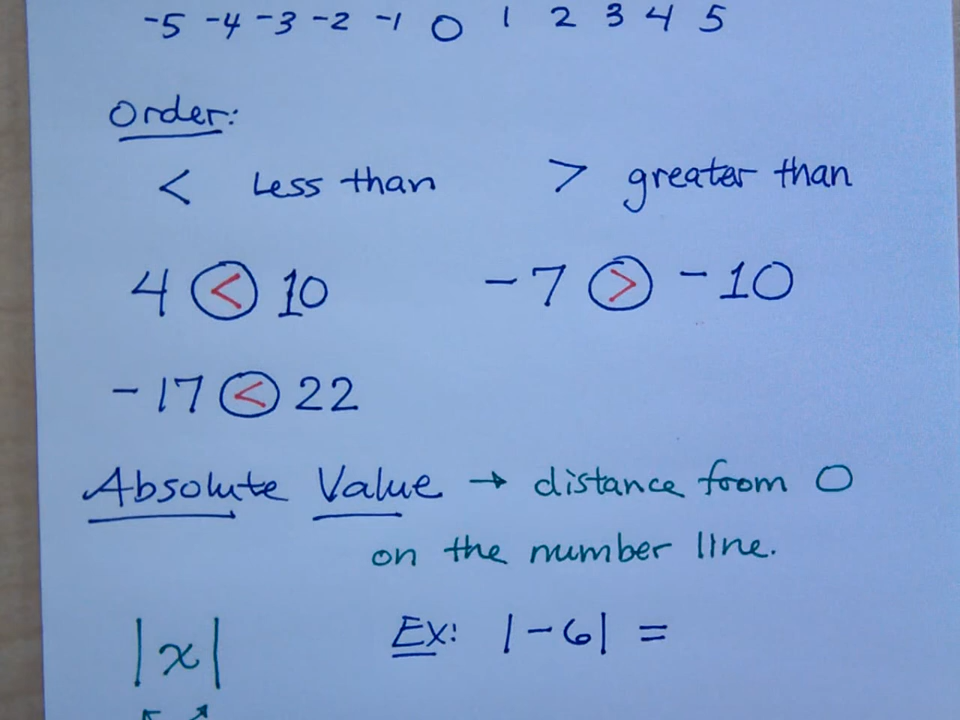 -5 -4 -3 -2 -1 0 1 2 3 4 5
Order:
< Less than > greater than
4 < 10 -7 > -10
-17 < 22
Absolute Value → distance from 0
on the number line.
|x| Ex: |-6| =